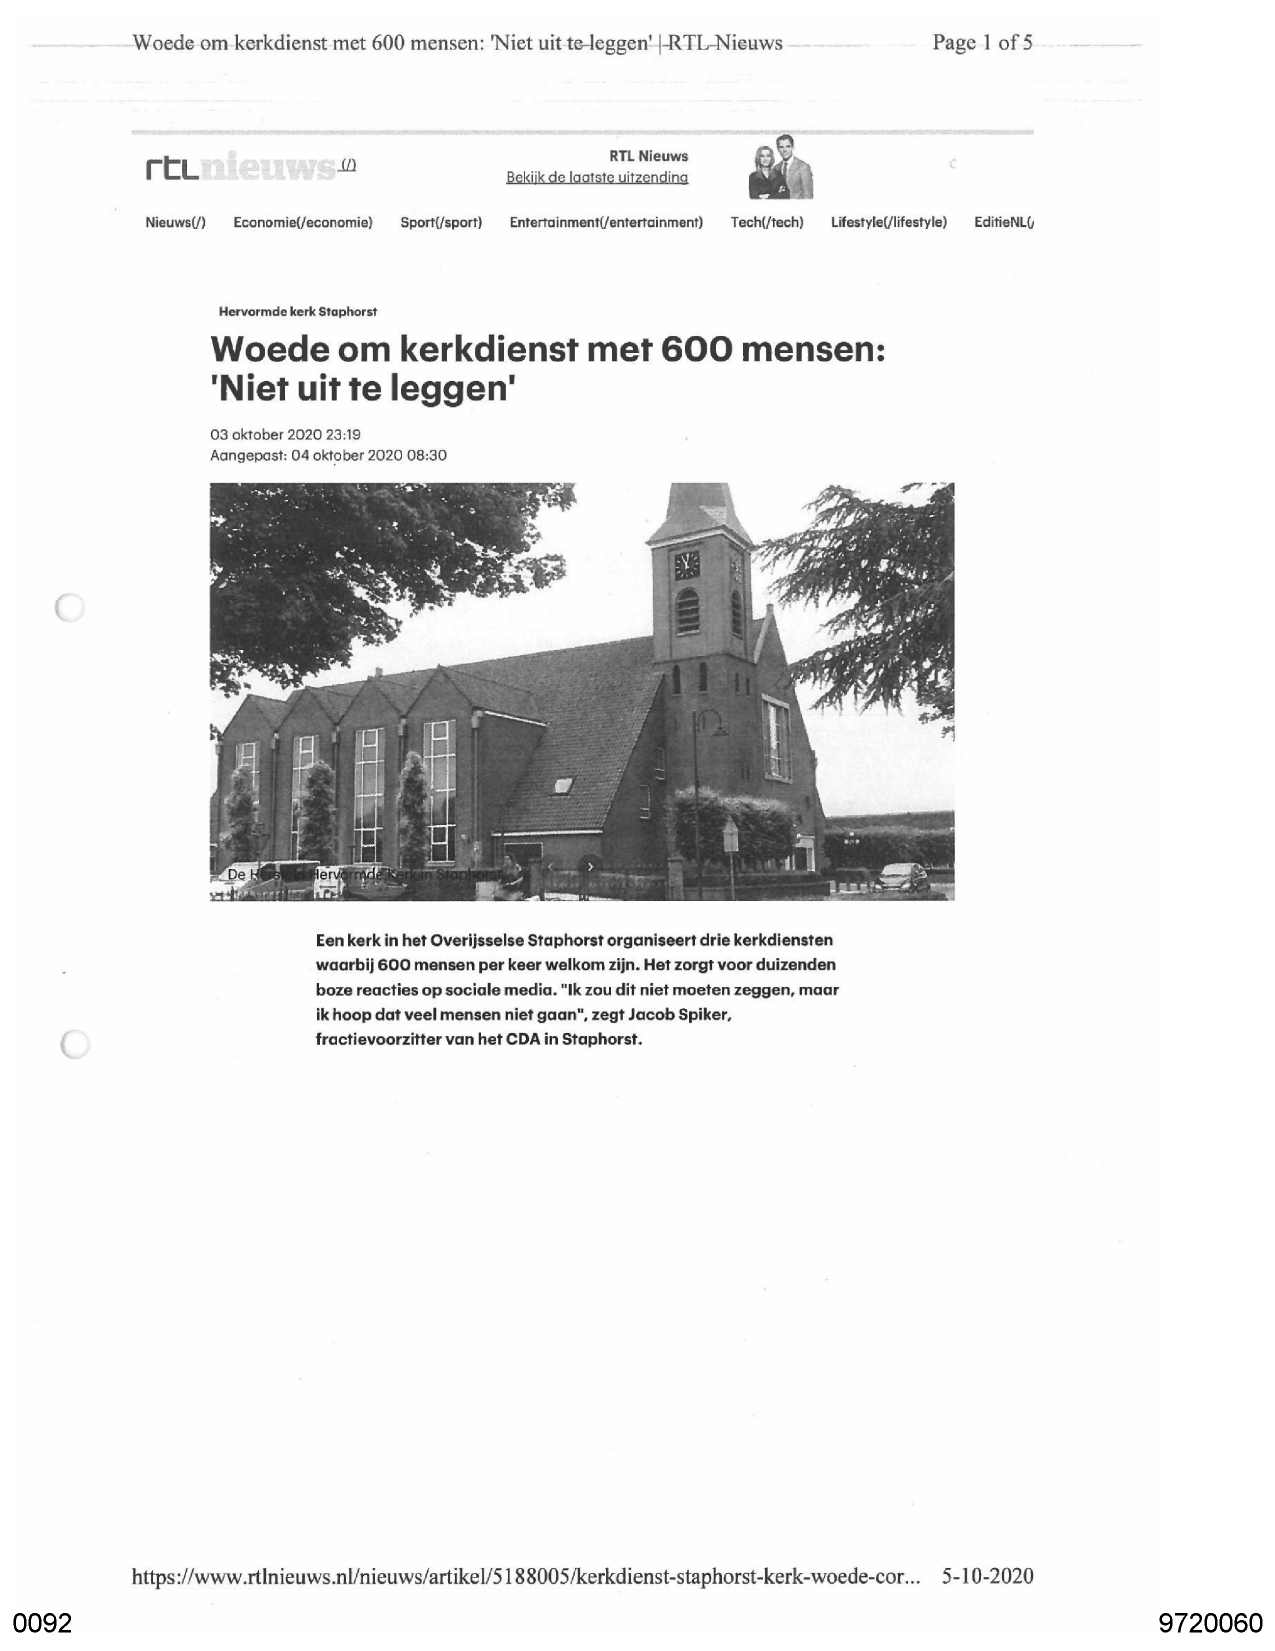 Woede om kerkdienst met 600 mensen: 'Niet uit te leggen' | RTL Nieuws Page 1 of 5
rtlnieuws(/)
RTL Nieuws
Bekijk de laatste uitzending
Nieuws(/) Economie(/economie) Sport(/sport) Entertainment(/entertainment) Tech(/tech) Lifestyle(/lifestyle) EditieNL(/
Hervormde kerk Staphorst
Woede om kerkdienst met 600 mensen:
'Niet uit te leggen'
03 oktober 2020 23:19
Aangepast: 04 oktober 2020 08:30
De Hersteld Hervormde Kerk in Staphorst
Een kerk in het Overijsselse Staphorst organiseert drie kerkdiensten
waarbij 600 mensen per keer welkom zijn. Het zorgt voor duizenden
boze reacties op sociale media. "Ik zou dit niet moeten zeggen, maar
ik hoop dat veel mensen niet gaan", zegt Jacob Spiker,
fractievoorzitter van het CDA in Staphorst.
https://www.rtlnieuws.nl/nieuws/artikel/5188005/kerkdienst-staphorst-kerk-woede-cor... 5-10-2020
0092 9720060